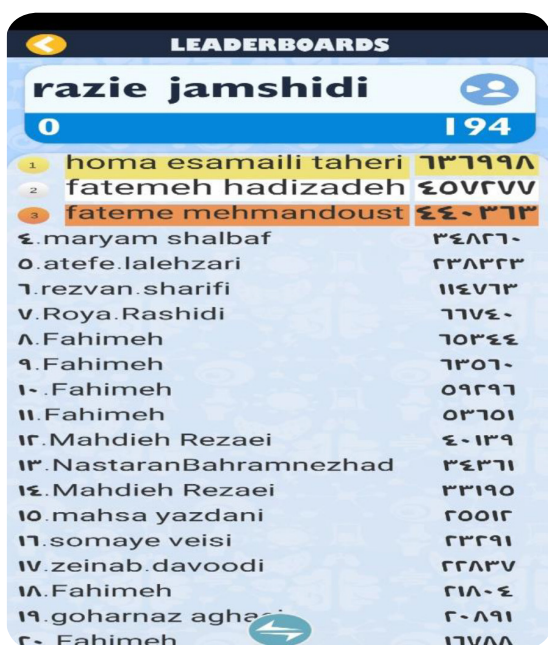 LEADERBOARDS
razie jamshidi
0 194
1 homa esamaili taheri ٦٣٦٩٩٨
2 fatemeh hadizadeh ٤٥٧٢٧٧
3 fateme mehmandoust ٤٤٠٣٦٣
٤.maryam shalbaf ٣٤٨٢٦٠
٥.atefe.lalehzari ٢٣٨٣٢٣
٦.rezvan.sharifi ١١٤٧٦٣
٧.Roya.Rashidi ٦٦٧٤٠
٨.Fahimeh ٦٥٣٤٤
٩.Fahimeh ٦٣٥٦٠
١٠.Fahimeh ٥٩٢٩٦
١١.Fahimeh ٥٣٦٥١
١٢.Mahdieh Rezaei ٤٠١٣٩
١٣.NastaranBahramnezhad ٣٤٣٦١
١٤.Mahdieh Rezaei ٣٣١٩٥
١٥.mahsa yazdani ٢٥٥١٢
١٦.somaye veisi ٢٣٢٩١
١٧.zeinab.davoodi ٢٢٨٣٧
١٨.Fahimeh ٢١٨٠٤
١٩.goharnaz ٢٠٨٩١
٢٠.Fahimeh ١٦٧٨٨